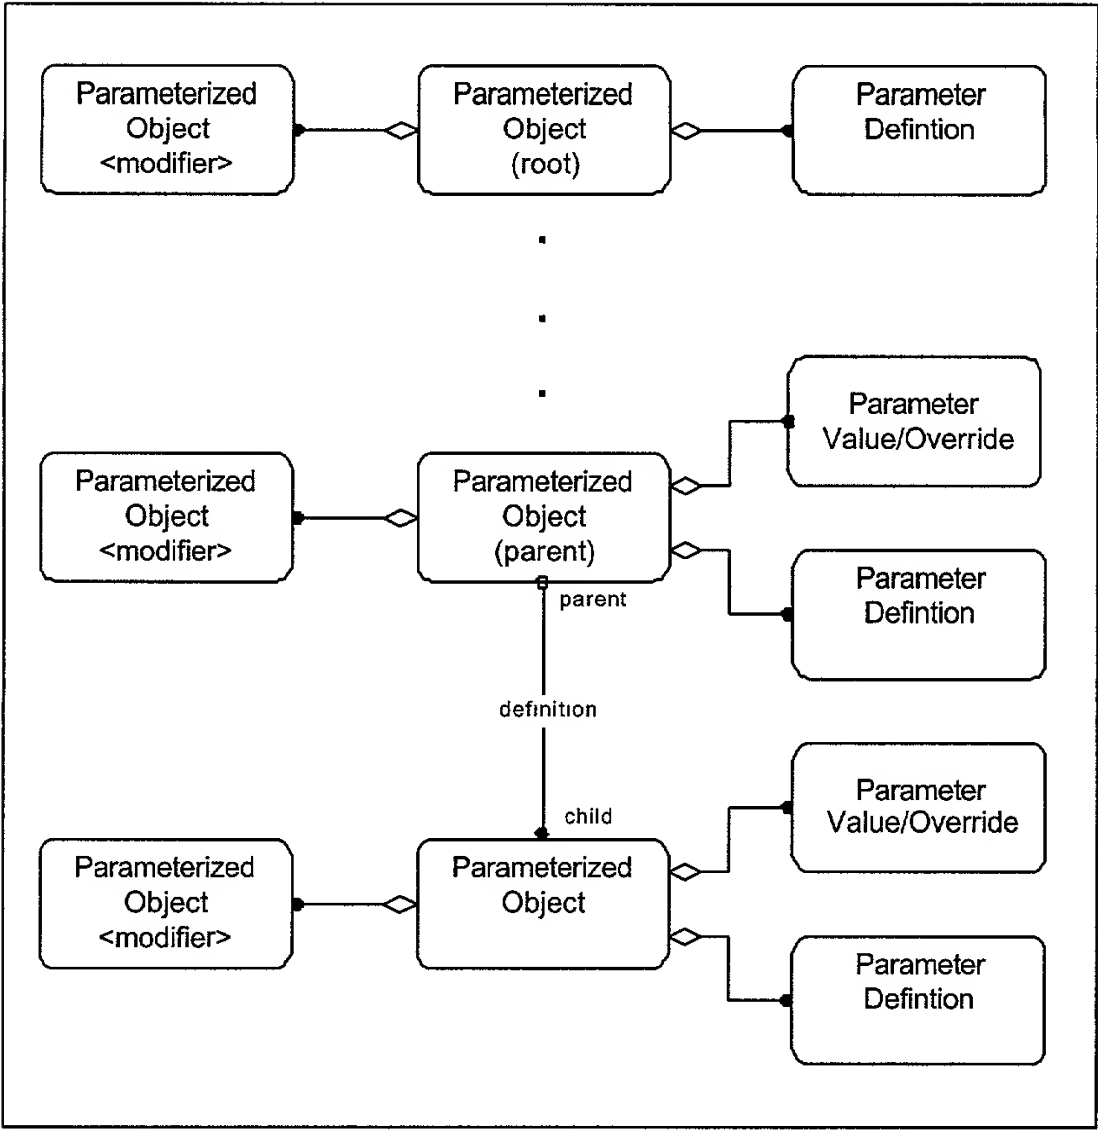 Parameterized
Object
<modifier>
Parameterized
Object
(root)
Parameter
Defintion
Parameter
Value/Override
Parameterized
Object
<modifier>
Parameterized
Object
(parent)
Parameter
Defintion
parent
definition
child
Parameter
Value/Override
Parameterized
Object
<modifier>
Parameterized
Object
Parameter
Defintion